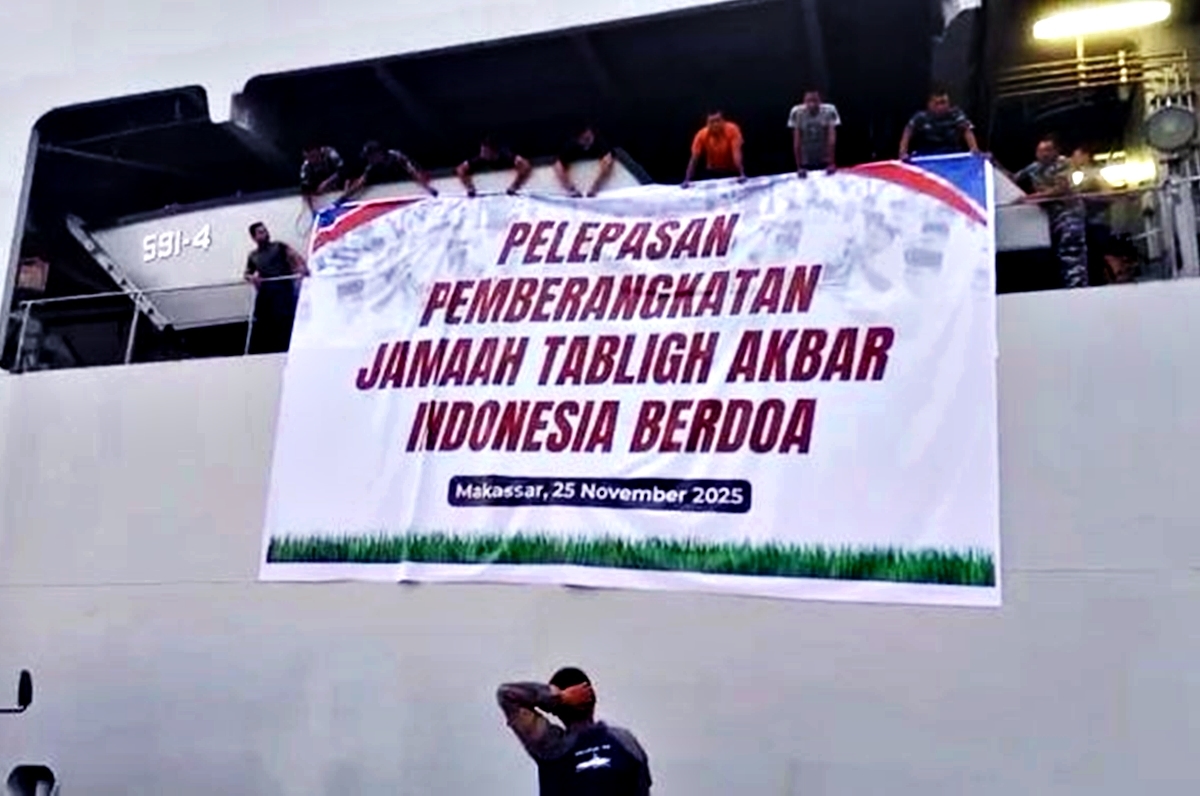 591-4
PELEPASAN
PEMBERANGKATAN
JAMAAH TABLIGH AKBAR
INDONESIA BERDOA
Makassar, 25 November 2025